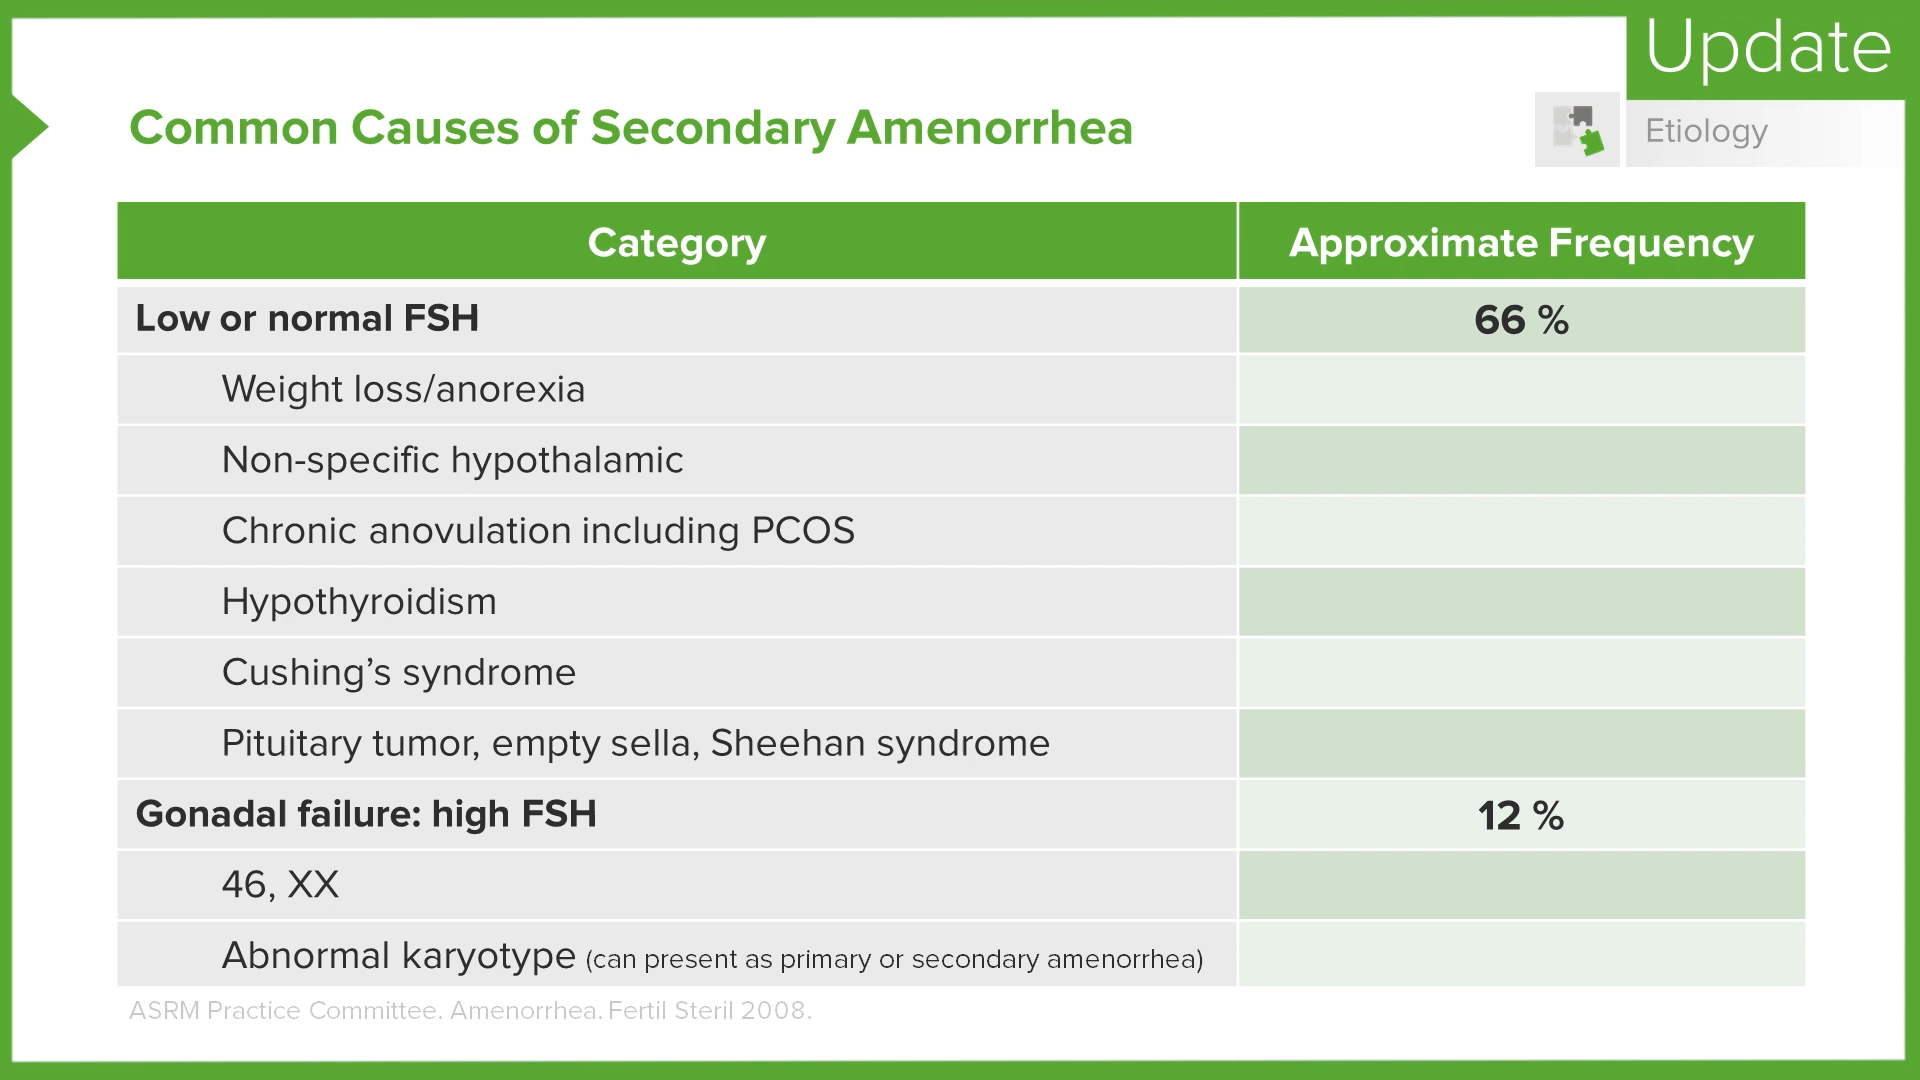 Update
Common Causes of Secondary Amenorrhea
Etiology
Category
Approximate Frequency
Low or normal FSH
66 %
Weight loss/anorexia
Non-specific hypothalamic
Chronic anovulation including PCOS
Hypothyroidism
Cushing’s syndrome
Pituitary tumor, empty sella, Sheehan syndrome
Gonadal failure: high FSH
12 %
46, XX
Abnormal karyotype (can present as primary or secondary amenorrhea)
ASRM Practice Committee. Amenorrhea. Fertil Steril 2008.